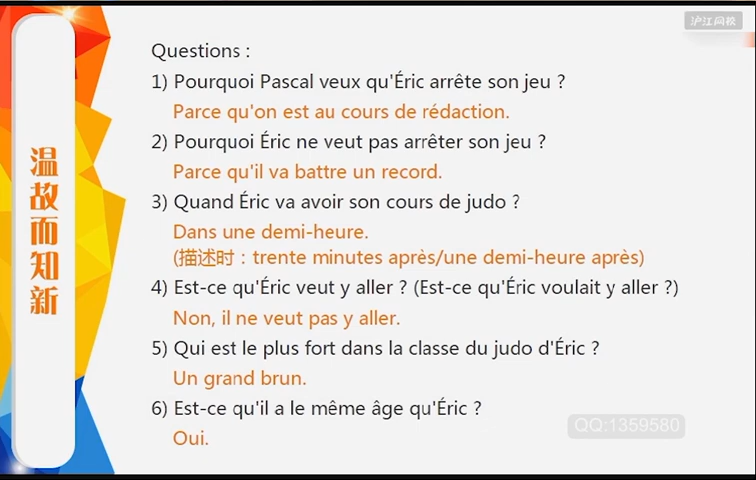 沪江网校
Questions :
1) Pourquoi Pascal veux qu'Éric arrête son jeu ?
Parce qu'on est au cours de rédaction.
2) Pourquoi Éric ne veut pas arrêter son jeu ?
Parce qu'il va battre un record.
3) Quand Éric va avoir son cours de judo ?
Dans une demi-heure.
(描述时：trente minutes après/une demi-heure après)
4) Est-ce qu'Éric veut y aller ? (Est-ce qu'Éric voulait y aller ?)
Non, il ne veut pas y aller.
5) Qui est le plus fort dans la classe du judo d'Éric ?
Un grand brun.
6) Est-ce qu'il a le même âge qu'Éric ?
Oui.
温故而知新
QQ:1359580